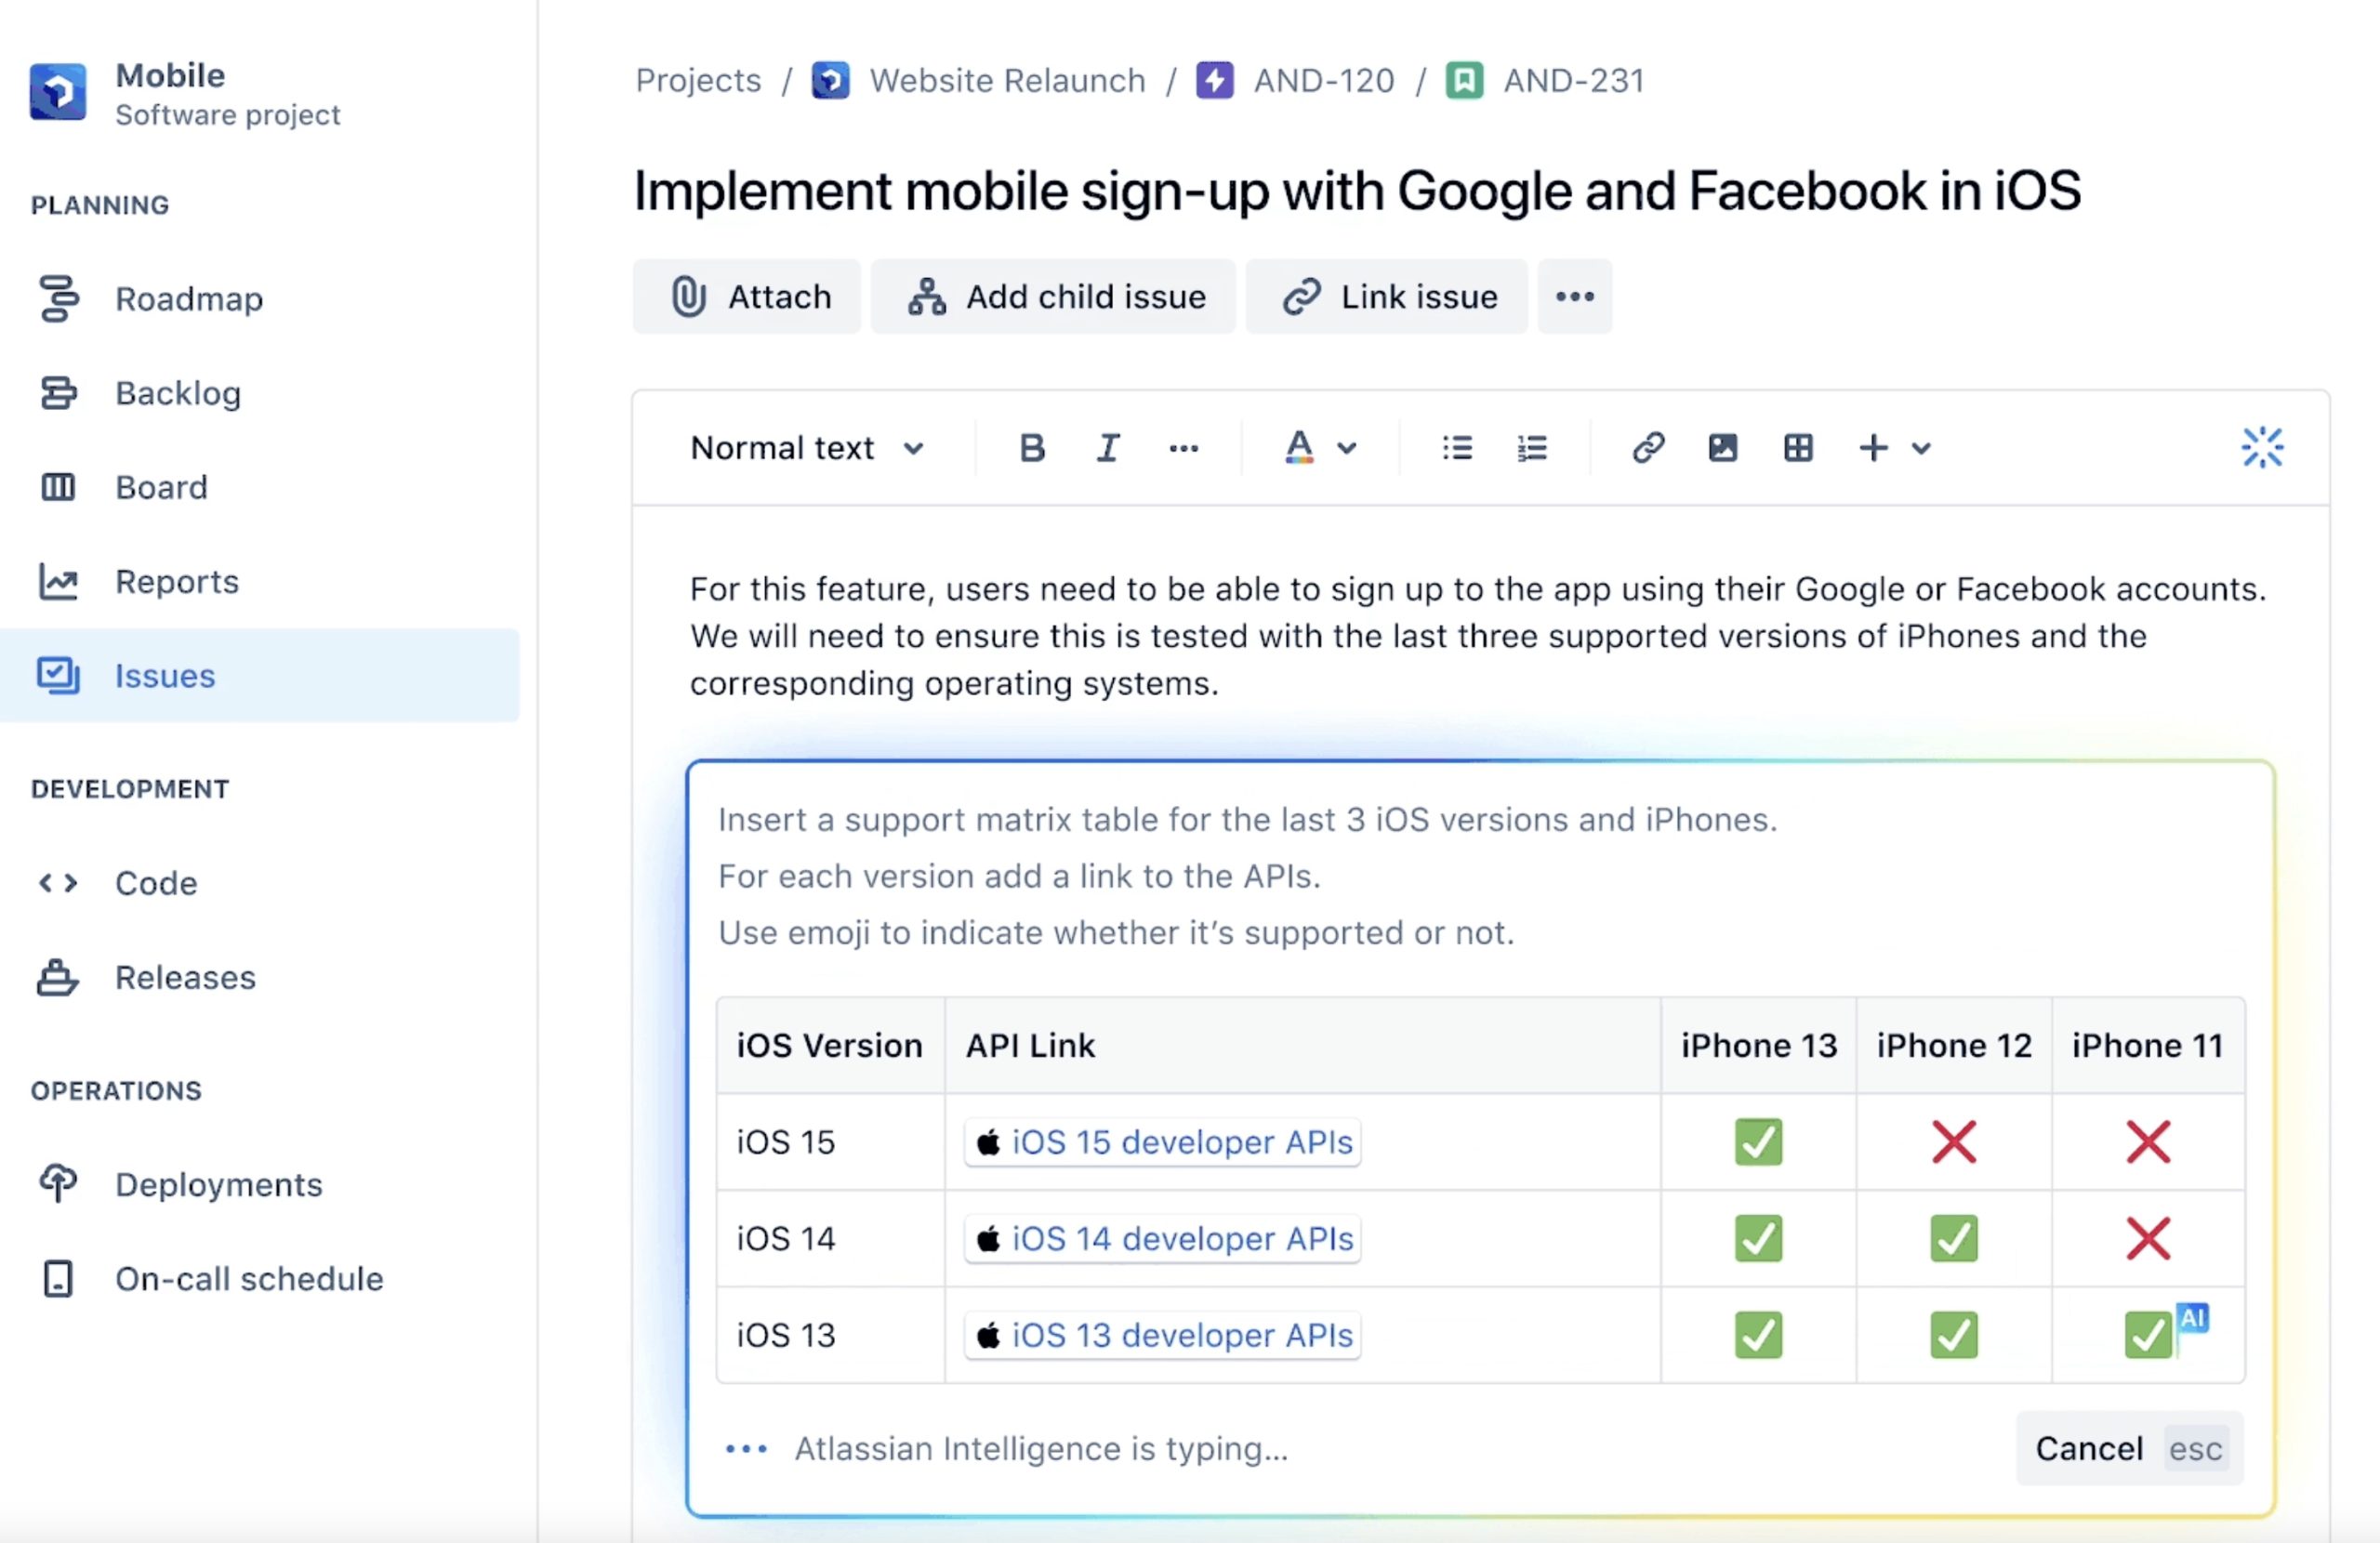 Mobile
Software project
PLANNING
Roadmap
Backlog
Board
Reports
Issues
DEVELOPMENT
Code
Releases
OPERATIONS
Deployments
On-call schedule
Projects / Website Relaunch / AND-120 / AND-231
Implement mobile sign-up with Google and Facebook in iOS
Attach Add child issue Link issue
Normal text B I A
For this feature, users need to be able to sign up to the app using their Google or Facebook accounts.
We will need to ensure this is tested with the last three supported versions of iPhones and the
corresponding operating systems.
Insert a support matrix table for the last 3 iOS versions and iPhones.
For each version add a link to the APIs.
Use emoji to indicate whether it’s supported or not.
iOS Version API Link iPhone 13 iPhone 12 iPhone 11
iOS 15 iOS 15 developer APIs ✅ ❌ ❌
iOS 14 iOS 14 developer APIs ✅ ✅ ❌
iOS 13 iOS 13 developer APIs ✅ ✅ ✅ AI
Atlassian Intelligence is typing...
Cancel esc